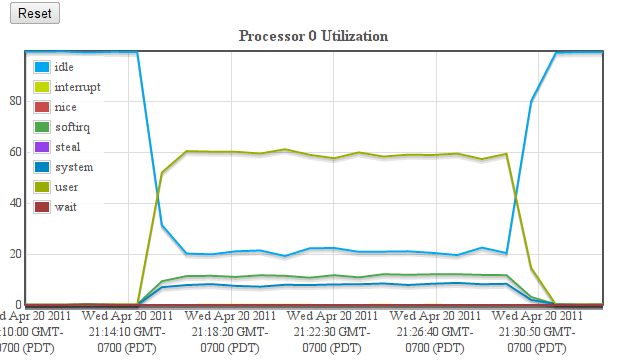 Reset
Processor 0 Utilization
idle
interrupt
nice
softirq
steal
system
user
wait
80
60
40
20
0
d Apr 20 2011 Wed Apr 20 2011 Wed Apr 20 2011 Wed Apr 20 2011 Wed Apr 20 2011 Wed Apr 20 2011
:10:00 GMT- 21:14:10 GMT- 21:18:20 GMT- 21:22:30 GMT- 21:26:40 GMT- 21:30:50 GMT-
0700 (PDT) 0700 (PDT) 0700 (PDT) 0700 (PDT) 0700 (PDT) 0700 (PDT)